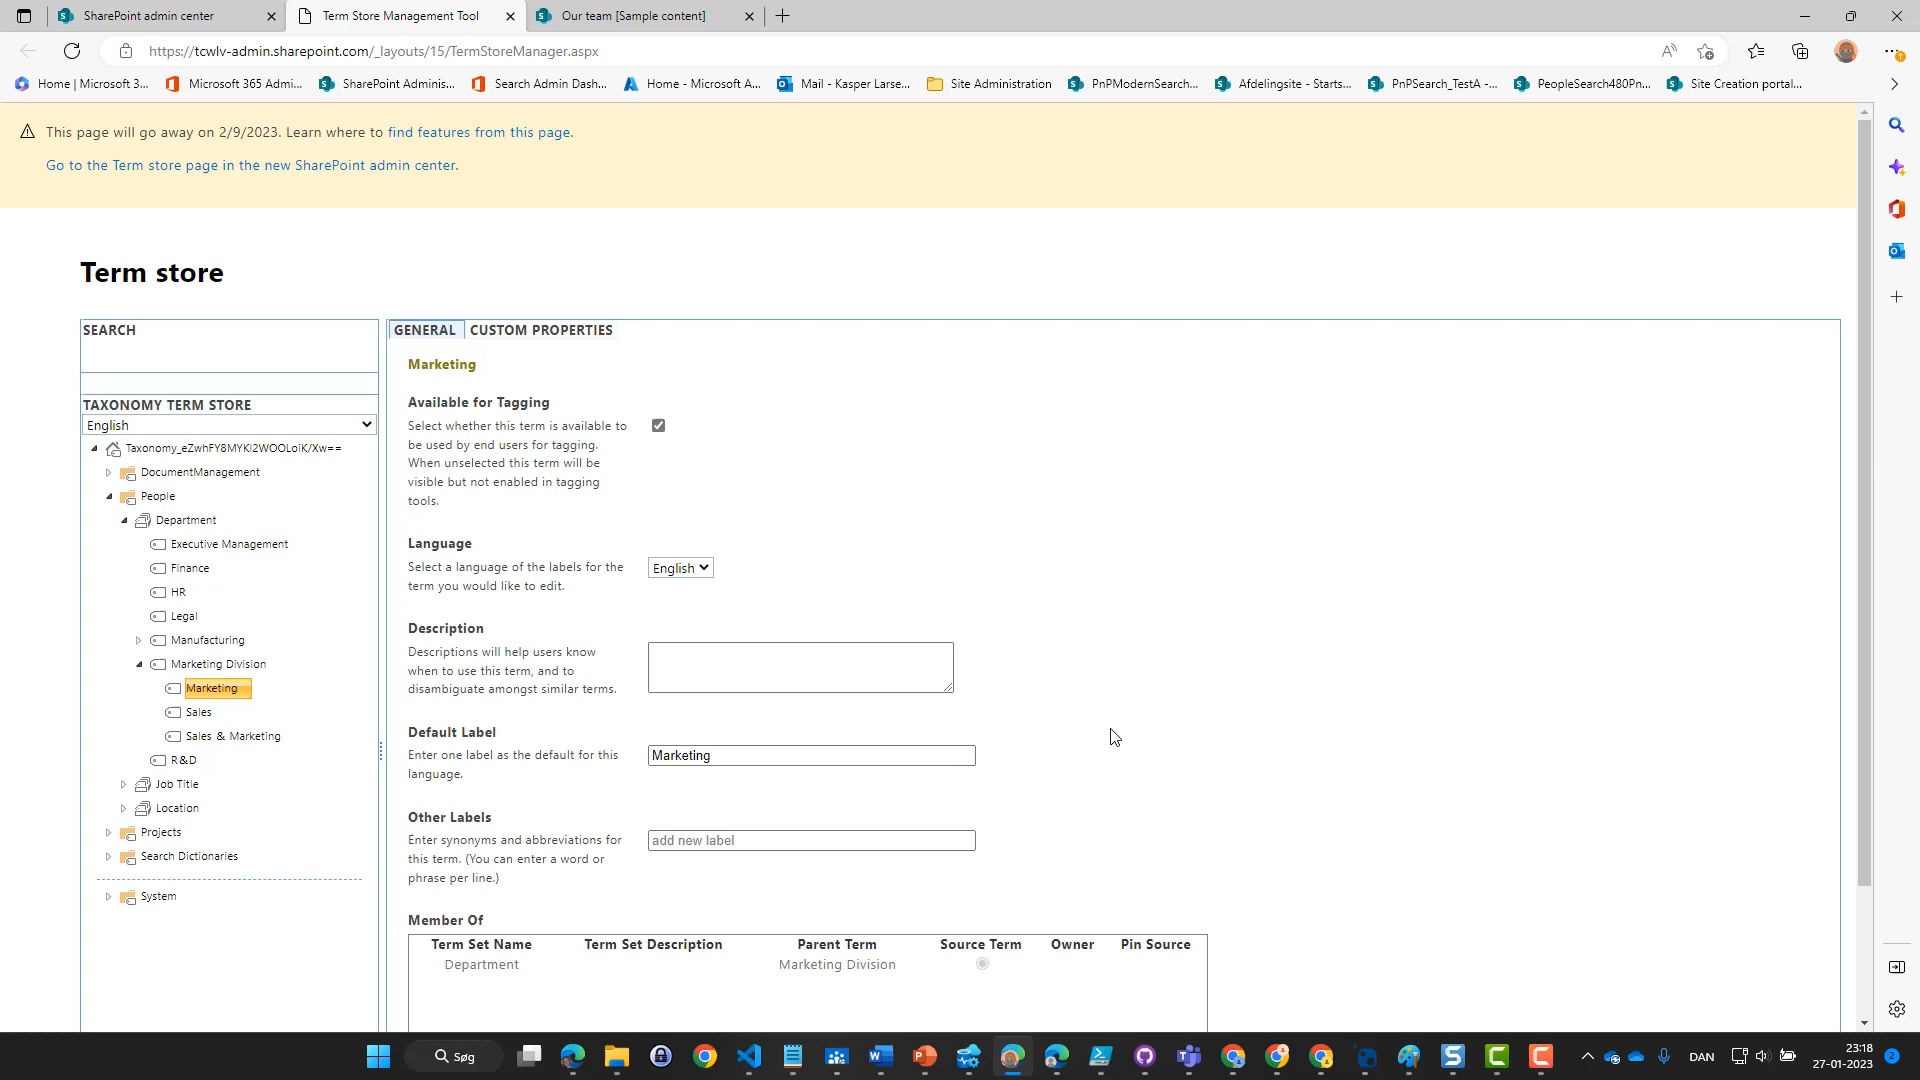 SharePoint admin center
Term Store Management Tool
Our team [Sample content]
https://tcwlv-admin.sharepoint.com/_layouts/15/TermStoreManager.aspx
Home | Microsoft 3...
Microsoft 365 Admi...
SharePoint Adminis...
Search Admin Dash...
Home - Microsoft A...
Mail - Kasper Larse...
Site Administration
PnPModernSearch...
Afdelingsite - Starts...
PnPSearch_TestA -...
PeopleSearch480Pn...
Site Creation portal...
This page will go away on 2/9/2023. Learn where to find features from this page.
Go to the Term store page in the new SharePoint admin center.
Term store
SEARCH
TAXONOMY TERM STORE
English
Taxonomy_eZwhFY8MYKl2WOOLoiK/Xw==
DocumentManagement
People
Department
Executive Management
Finance
HR
Legal
Manufacturing
Marketing Division
Marketing
Sales
Sales & Marketing
R&D
Job Title
Location
Projects
Search Dictionaries
System
GENERAL
CUSTOM PROPERTIES
Marketing
Available for Tagging
Select whether this term is available to
be used by end users for tagging.
When unselected this term will be
visible but not enabled in tagging
tools.
Language
Select a language of the labels for the
term you would like to edit.
English
Description
Descriptions will help users know
when to use this term, and to
disambiguate amongst similar terms.
Default Label
Enter one label as the default for this
language.
Marketing
Other Labels
Enter synonyms and abbreviations for
this term. (You can enter a word or
phrase per line.)
add new label
Member Of
Term Set Name Term Set Description Parent Term Source Term Owner Pin Source
Department Marketing Division
Søg
DAN
23:18
27-01-2023
2